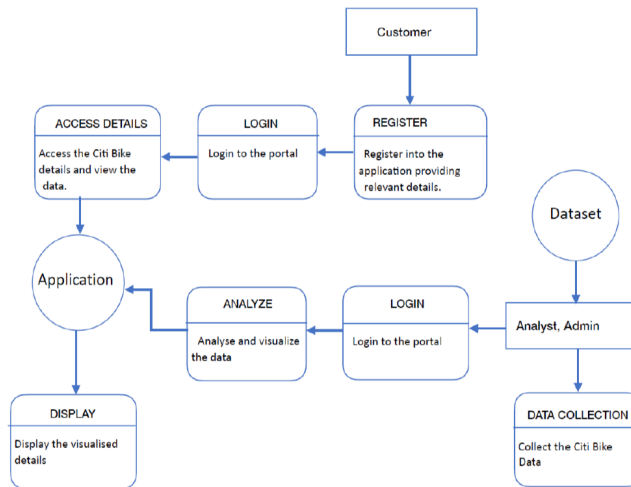 Customer
ACCESS DETAILS
Access the Citi Bike
details and view the
data.
LOGIN
Login to the portal
REGISTER
Register into the
application providing
relevant details.
Dataset
Application
ANALYZE
Analyse and visualize
the data
LOGIN
Login to the portal
Analyst, Admin
DISPLAY
Display the visualised
details
DATA COLLECTION
Collect the Citi Bike
Data